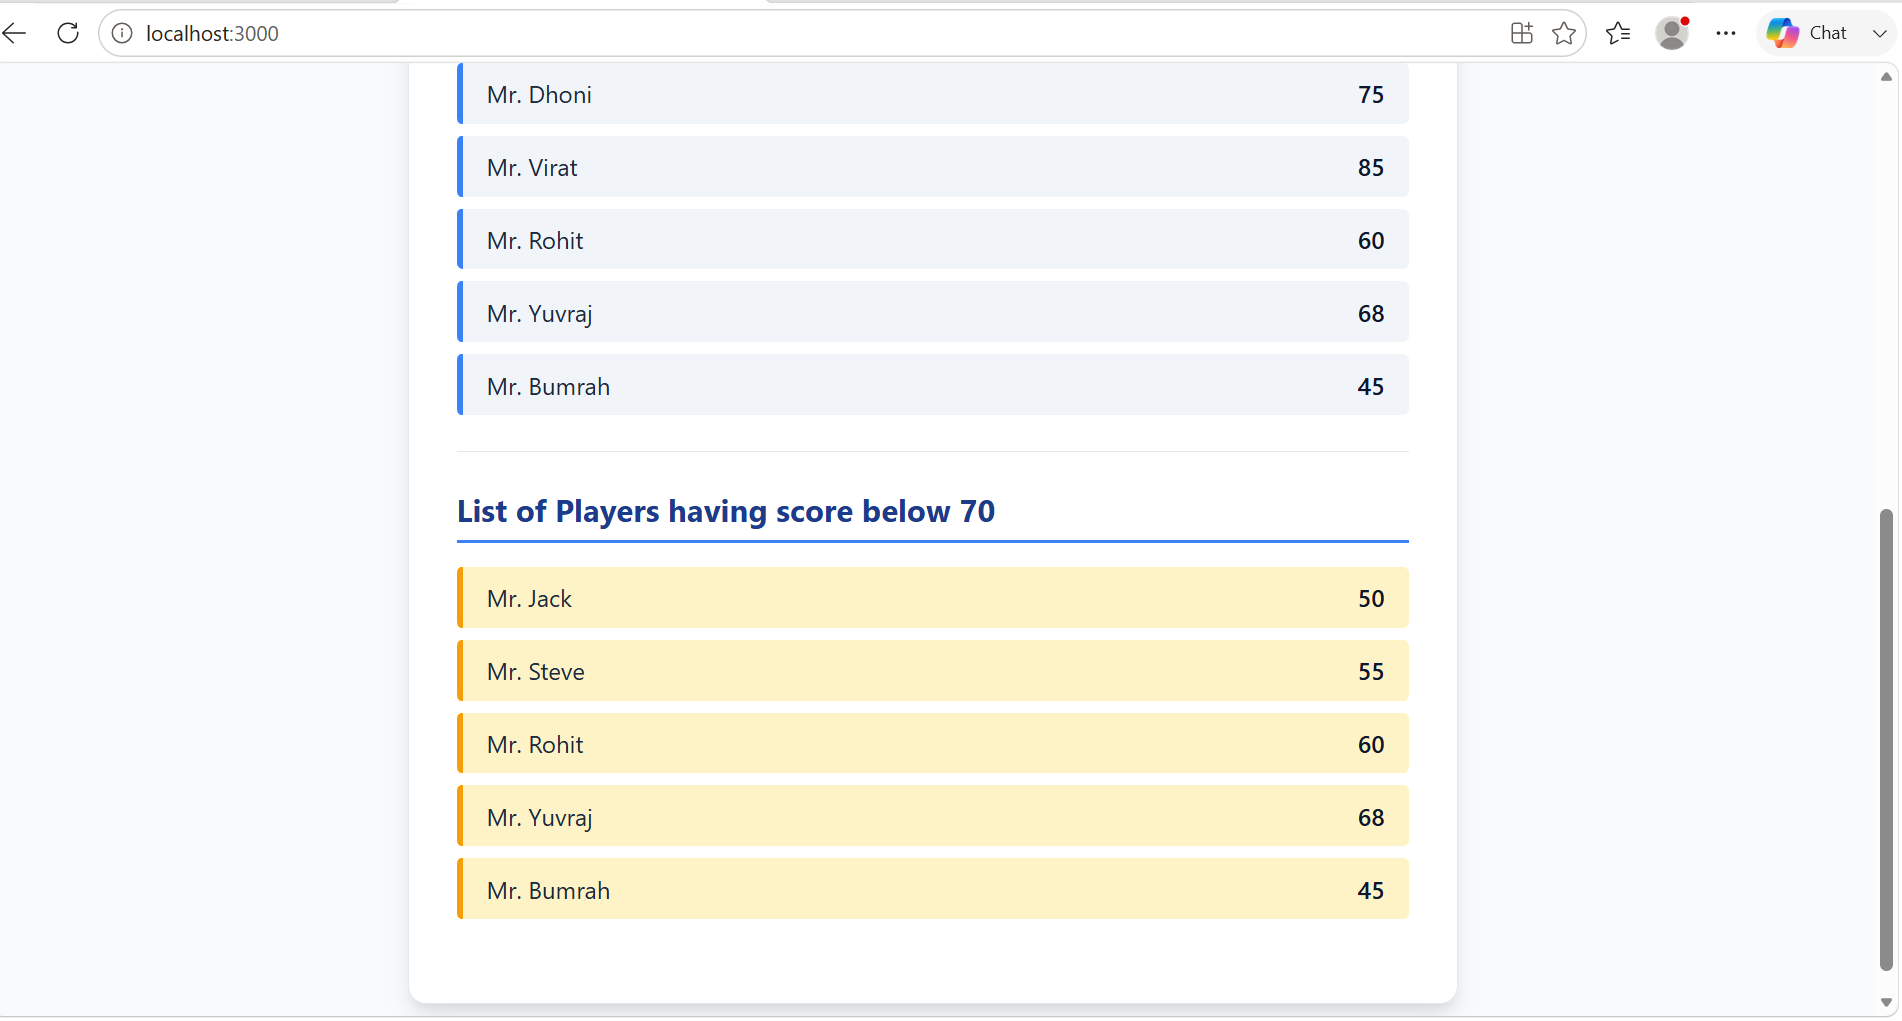 localhost:3000
Chat
Mr. Dhoni 75
Mr. Virat 85
Mr. Rohit 60
Mr. Yuvraj 68
Mr. Bumrah 45
List of Players having score below 70
Mr. Jack 50
Mr. Steve 55
Mr. Rohit 60
Mr. Yuvraj 68
Mr. Bumrah 45